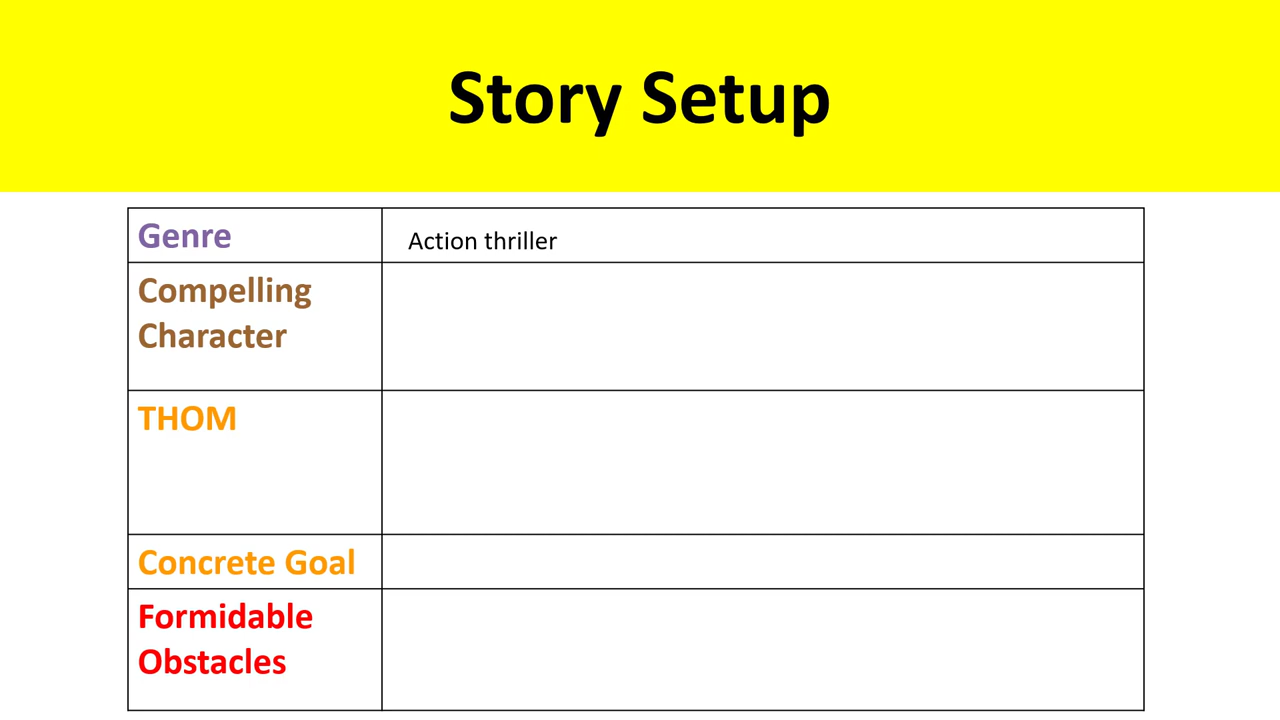 Story Setup
Genre
Action thriller
Compelling
Character
THOM
Concrete Goal
Formidable
Obstacles